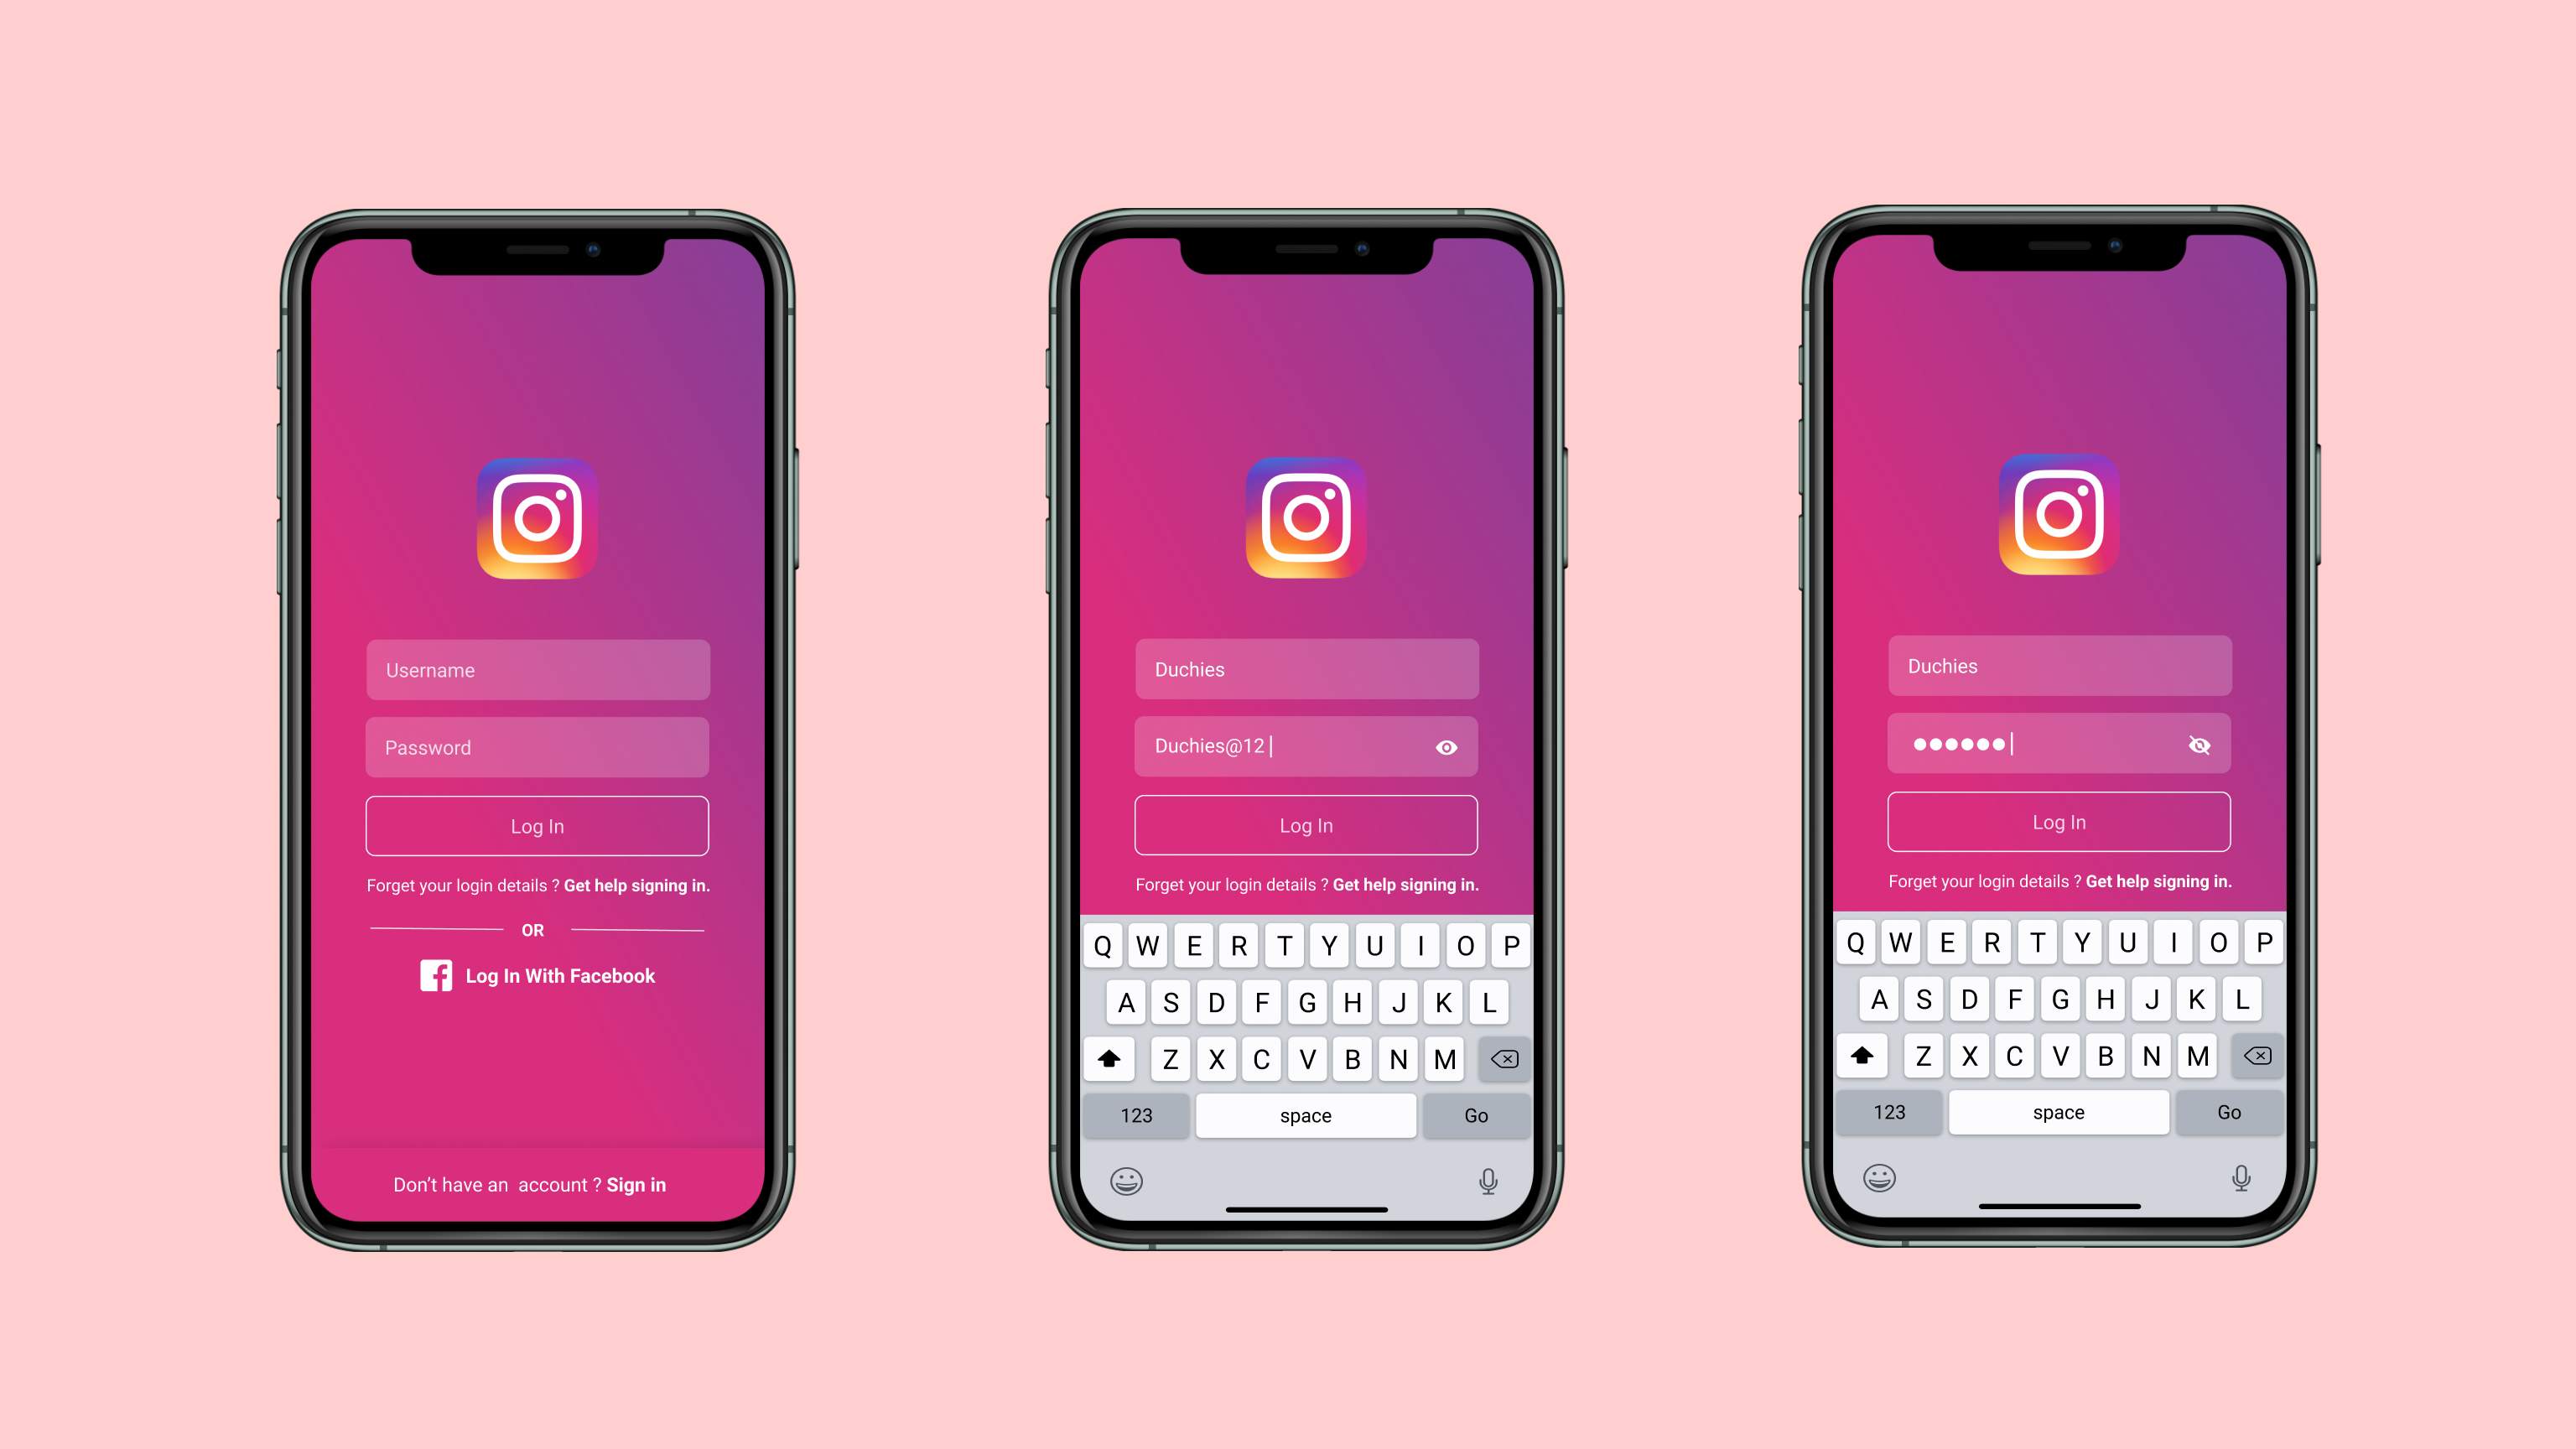 Username
Password
Log In
Forget your login details ? Get help signing in.
OR
Log In With Facebook
Don't have an  account ? Sign in
Duchies
Duchies@12
Log In
Forget your login details ? Get help signing in.
Q W E R T Y U I O P
A S D F G H J K L
Z X C V B N M
123 space Go
Duchies
Log In
Forget your login details ? Get help signing in.
Q W E R T Y U I O P
A S D F G H J K L
Z X C V B N M
123 space Go